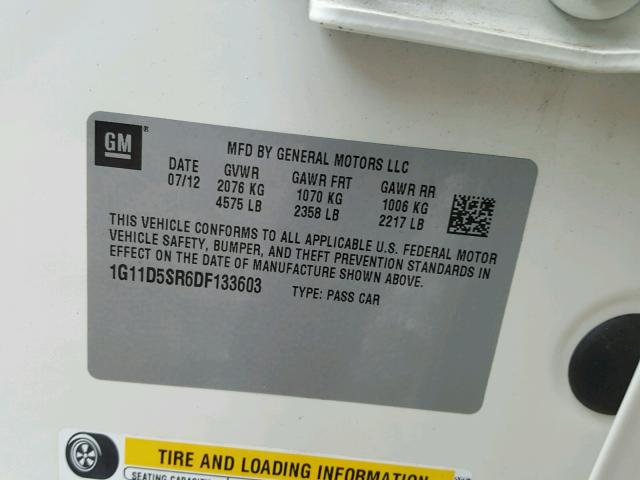 GM ®
MFD BY GENERAL MOTORS LLC
DATE GVWR GAWR FRT GAWR RR
07/12 2076 KG 1070 KG 1006 KG
4575 LB 2358 LB 2217 LB
THIS VEHICLE CONFORMS TO ALL APPLICABLE U.S. FEDERAL MOTOR
VEHICLE SAFETY, BUMPER, AND THEFT PREVENTION STANDARDS IN
EFFECT ON THE DATE OF MANUFACTURE SHOWN ABOVE.
1G11D5SR6DF133603 TYPE: PASS CAR
TIRE AND LOADING INFORMATION
SEATING CAPACITY